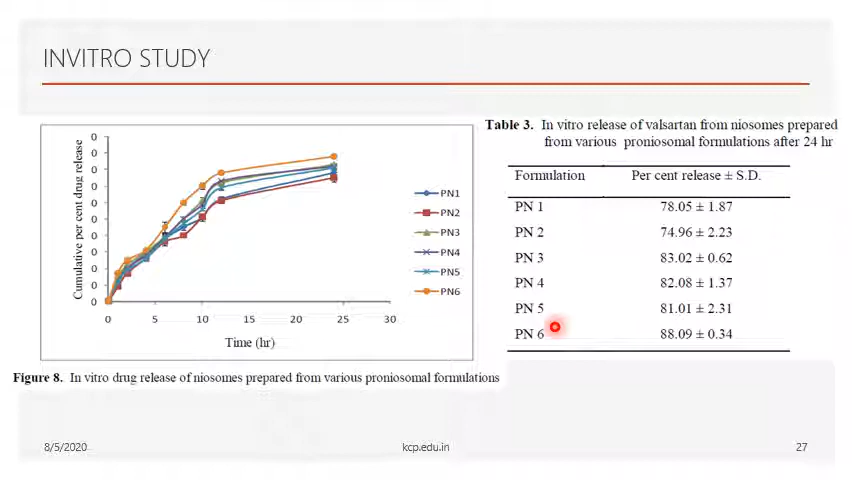 INVITRO STUDY
Cumulative per cent drug release
0
0
0
0
0
0
0
0
0
0
0
0 5 10 15 20 25 30
Time (hr)
PN1
PN2
PN3
PN4
PN5
PN6
Figure 8. In vitro drug release of niosomes prepared from various proniosomal formulations
Table 3. In vitro release of valsartan from niosomes prepared
from various proniosomal formulations after 24 hr
Formulation Per cent release ± S.D.
PN 1 78.05 ± 1.87
PN 2 74.96 ± 2.23
PN 3 83.02 ± 0.62
PN 4 82.08 ± 1.37
PN 5 81.01 ± 2.31
PN 6 88.09 ± 0.34
8/5/2020 kcp.edu.in 27